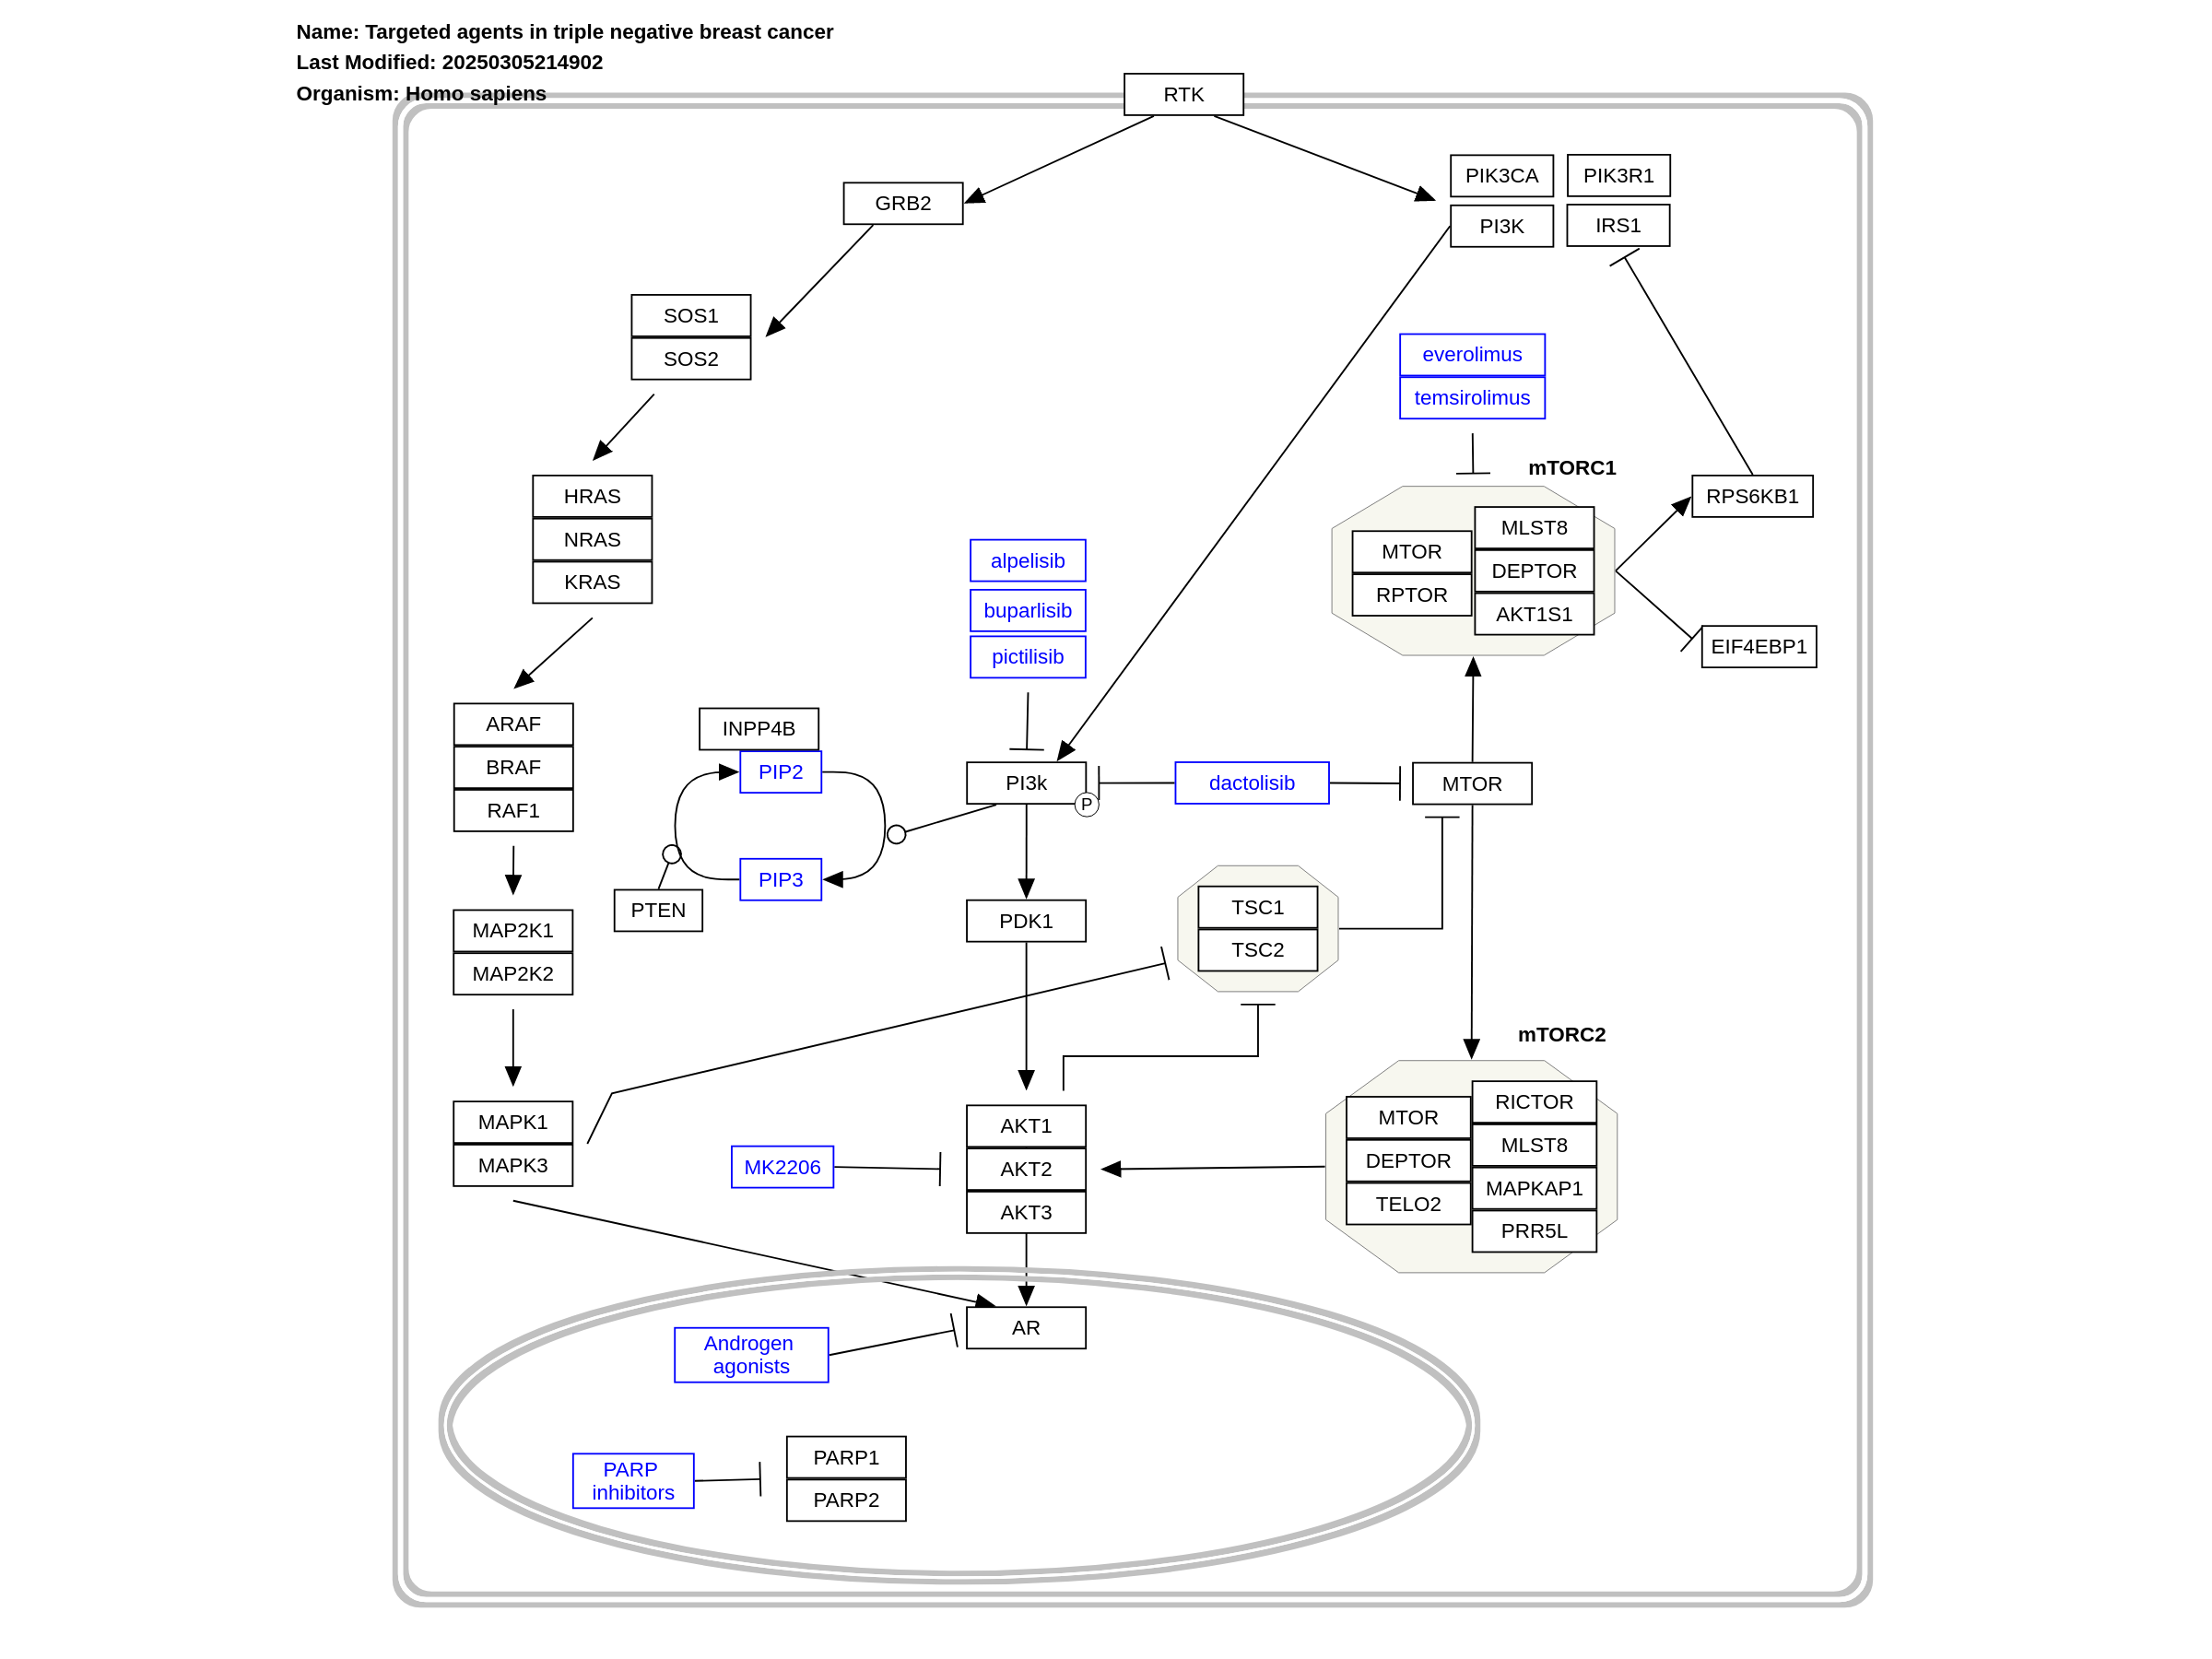 Name: Targeted agents in triple negative breast cancer
Last Modified: 20250305214902
Organism: Homo sapiens
RTK
PIK3CA
PIK3R1
GRB2
PI3K
IRS1
SOS1
SOS2
everolimus
temsirolimus
mTORC1
HRAS
NRAS
KRAS
RPS6KB1
MTOR
RPTOR
MLST8
DEPTOR
AKT1S1
alpelisib
buparlisib
pictilisib
EIF4EBP1
ARAF
BRAF
RAF1
INPP4B
PIP2
PI3k
P
dactolisib
MTOR
PIP3
PTEN
PDK1
TSC1
TSC2
MAP2K1
MAP2K2
mTORC2
MAPK1
MAPK3
MK2206
AKT1
AKT2
AKT3
MTOR
DEPTOR
TELO2
RICTOR
MLST8
MAPKAP1
PRR5L
AR
Androgen
agonists
PARP
inhibitors
PARP1
PARP2